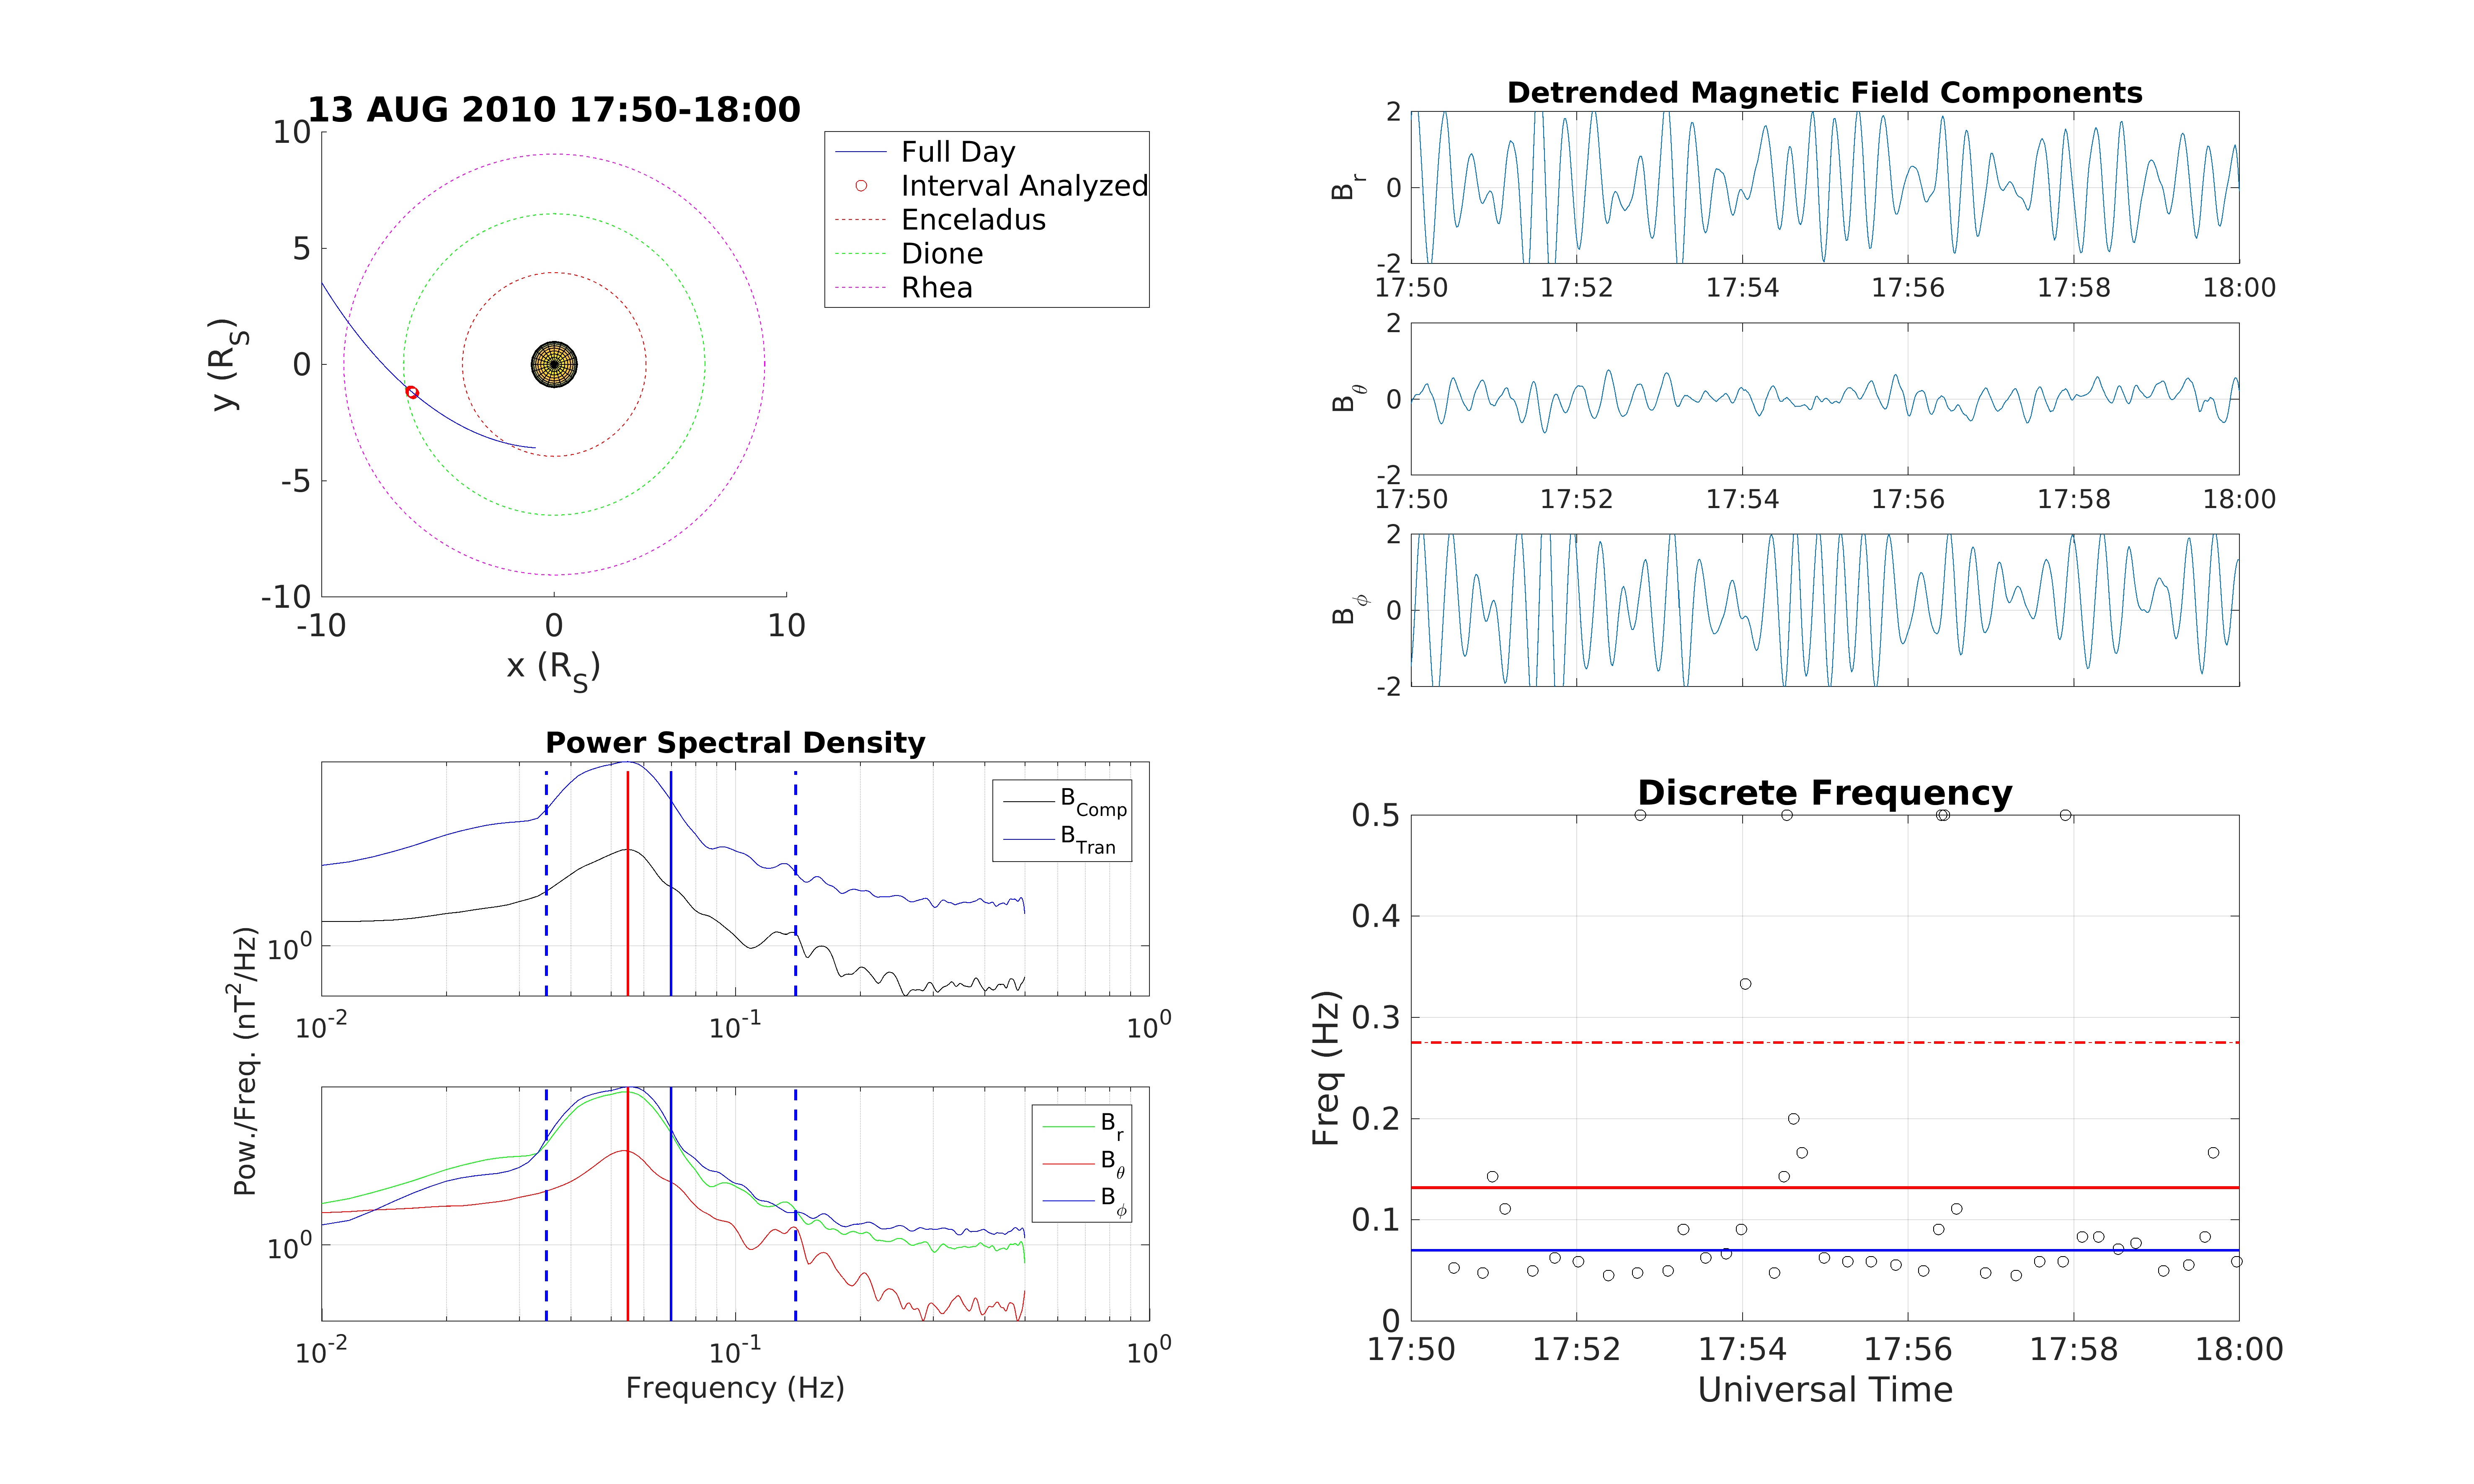 13 AUG 2010 17:50-18:00
10
5
0
-5
-10
-10 0 10
x (R_S)
y (R_S)
Full Day
Interval Analyzed
Enceladus
Dione
Rhea
Detrended Magnetic Field Components
2
0
-2
B_r
17:50 17:52 17:54 17:56 17:58 18:00
2
0
-2
B_θ
17:50 17:52 17:54 17:56 17:58 18:00
2
0
-2
B_ϕ
Power Spectral Density
B_Comp
B_Tran
10^0
10^-2 10^-1 10^0
Pow./Freq. (nT^2/Hz)
B_r
B_θ
B_ϕ
10^0
10^-2 10^-1 10^0
Frequency (Hz)
Discrete Frequency
0.5
0.4
0.3
0.2
0.1
0
Freq (Hz)
17:50 17:52 17:54 17:56 17:58 18:00
Universal Time